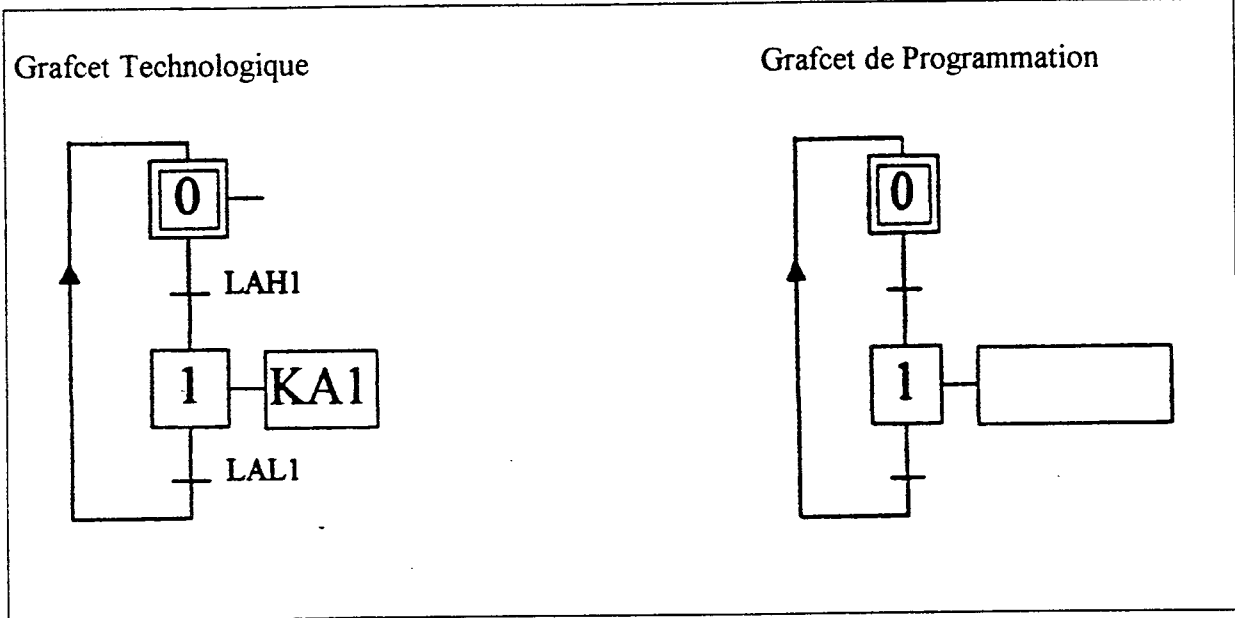 Grafcet Technologique
0
LAH1
1
KA1
LAL1
Grafcet de Programmation
0
1